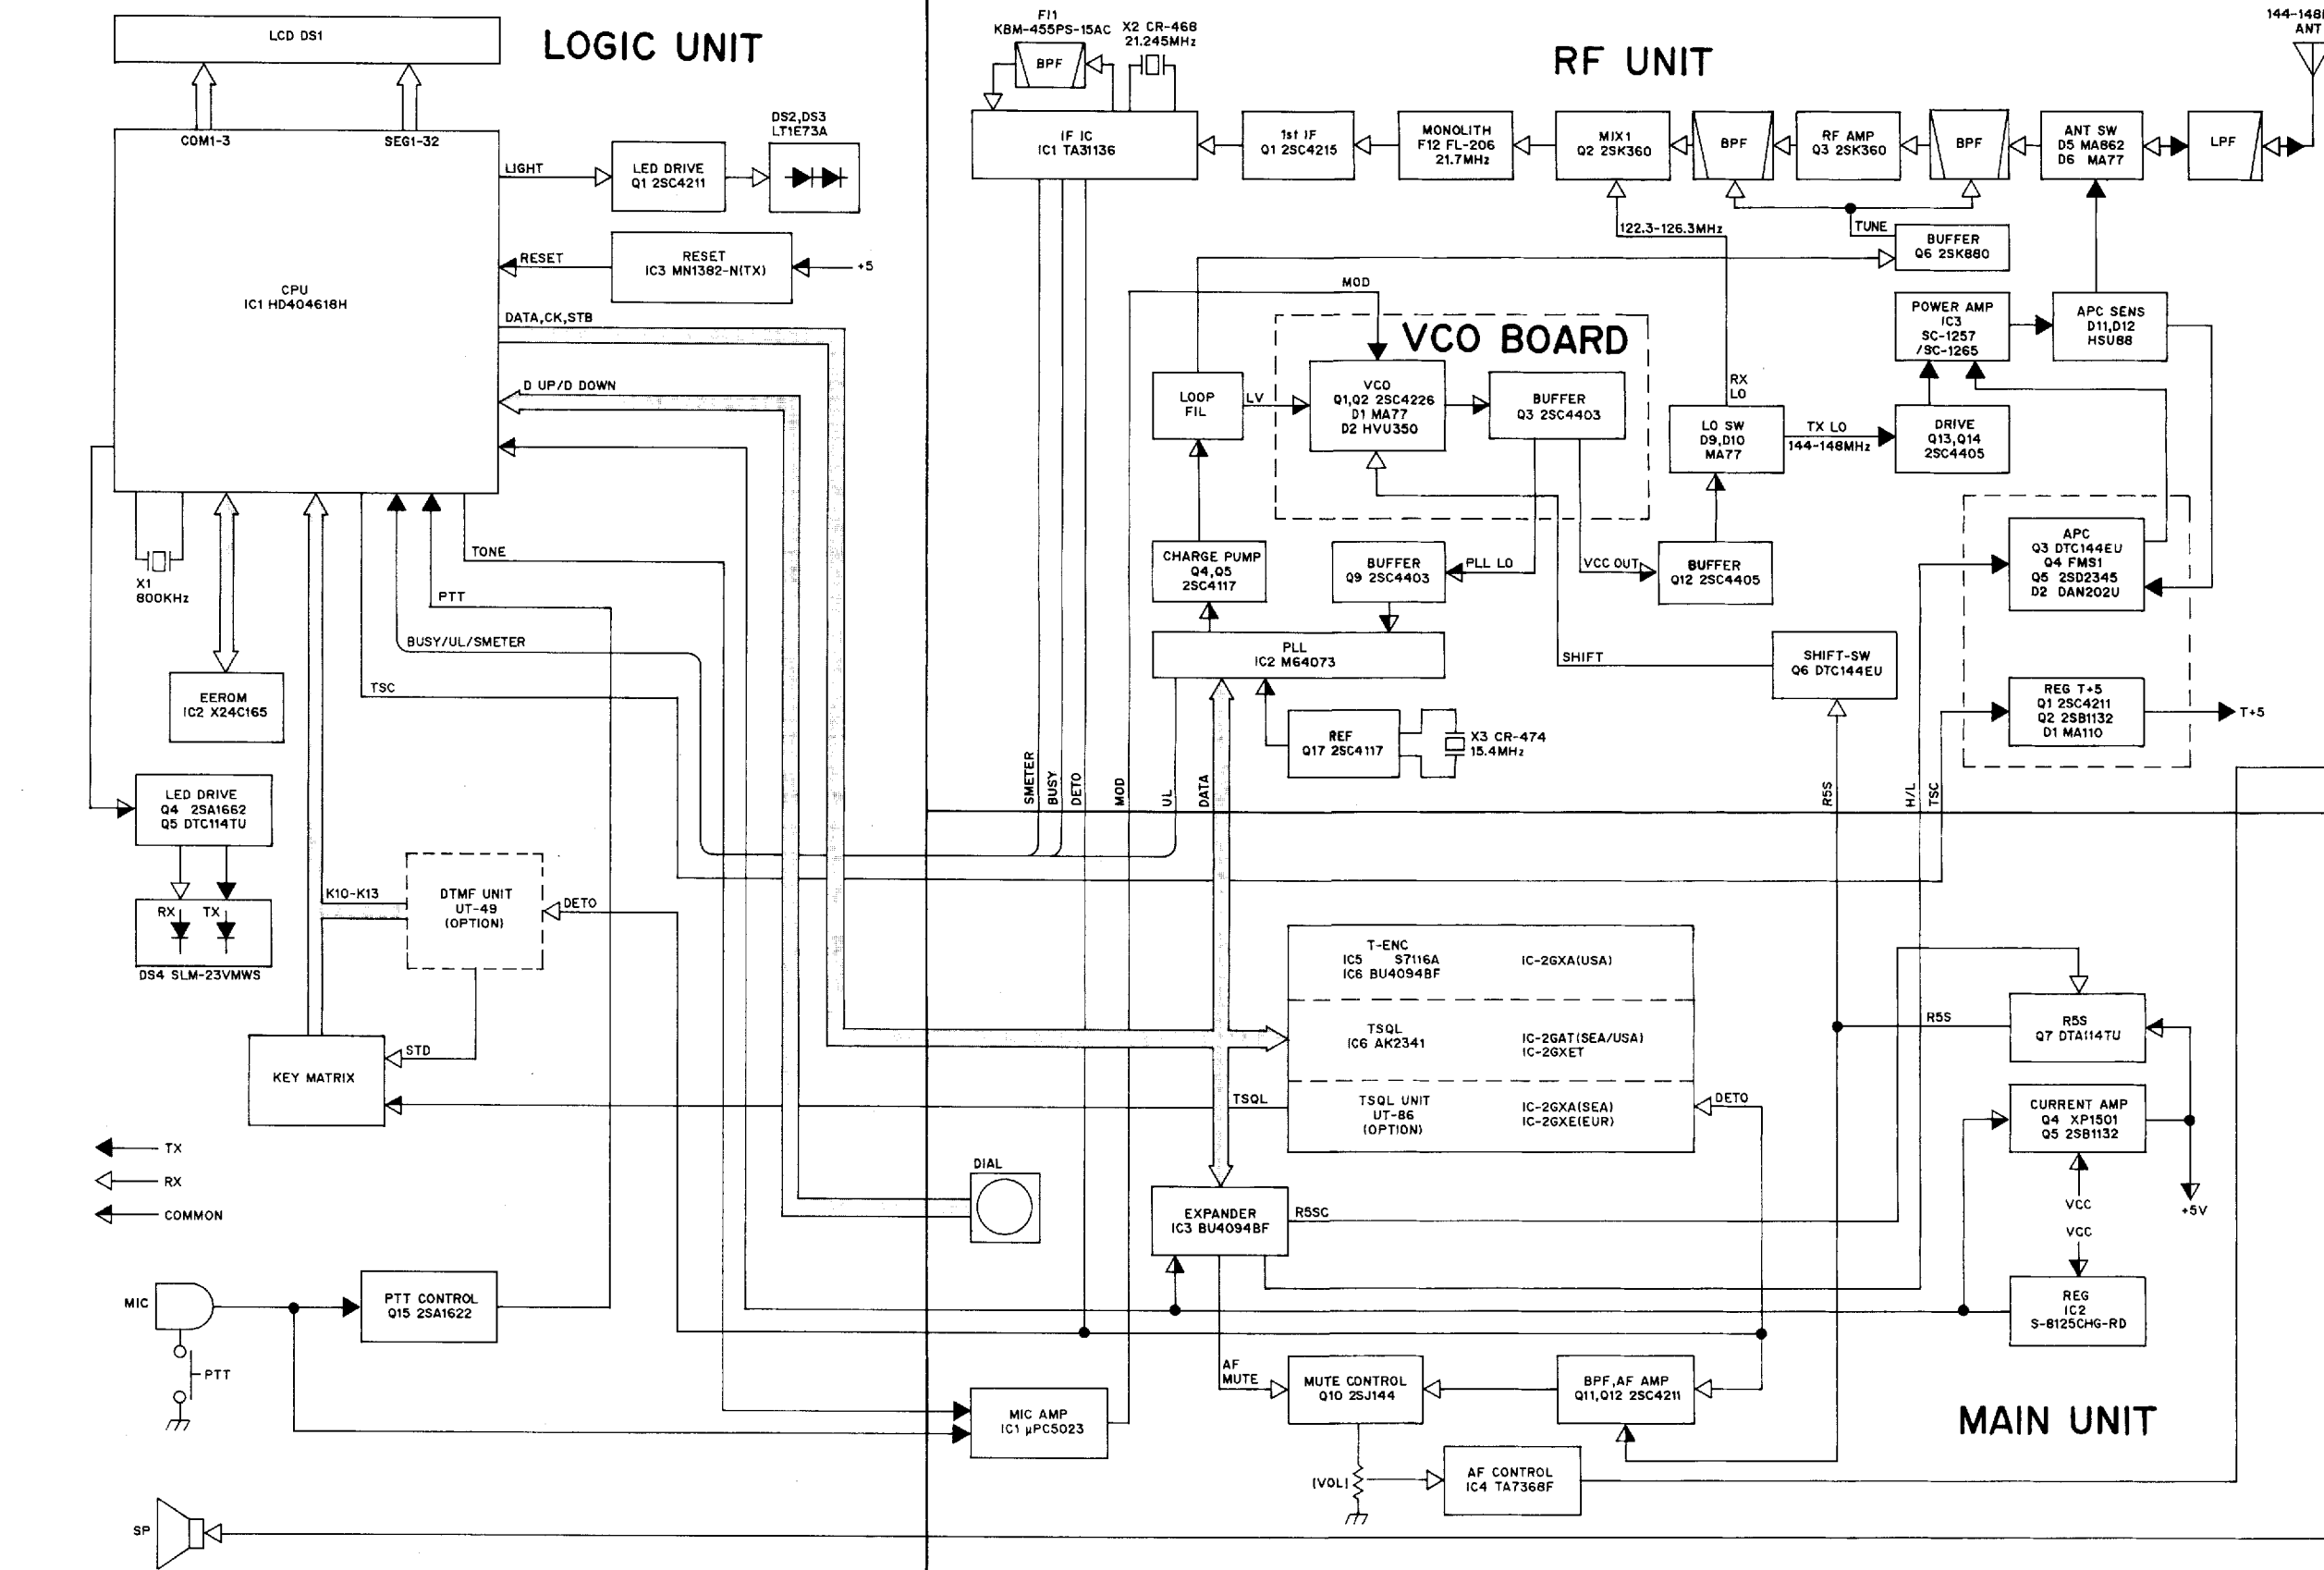 LCD DS1
LOGIC UNIT
COM1-3
SEG1-32
CPU
IC1 HD404618H
LIGHT
LED DRIVE
Q1 2SC4211
DS2,DS3
LT1E73A
RESET
RESET
IC3 MN1382-N(TX)
+5
DATA,CK,STB
D UP/D DOWN
X1
800KHz
TONE
PTT
BUSY/UL/SMETER
TSC
EEROM
IC2 X24C165
LED DRIVE
Q4 2SA1662
Q5 DTC114TU
RX
TX
DS4 SLM-23VMWS
K10-K13
DTMF UNIT
UT-49
(OPTION)
DETO
STD
KEY MATRIX
TX
RX
COMMON
MIC
PTT CONTROL
Q15 2SA1622
PTT
SP
FI1
KBM-455PS-15AC
BPF
X2 CR-468
21.245MHz
RF UNIT
144-148
ANT
IF IC
IC1 TA31136
1st IF
Q1 2SC4215
MONOLITH
F12 FL-206
21.7MHz
MIX1
Q2 2SK360
BPF
RF AMP
Q3 2SK360
BPF
ANT SW
D5 MA862
D6 MA77
LPF
122.3-126.3MHz
TUNE
BUFFER
Q6 2SK880
MOD
VCO BOARD
POWER AMP
IC3
SC-1257
/SC-1265
APC SENS
D11,D12
HSU88
LOOP
FIL
LV
VCO
Q1,Q2 2SC4226
D1 MA77
D2 HVU350
BUFFER
Q3 2SC4403
RX
LO
LO SW
D9,D10
MA77
TX LO
144-148MHz
DRIVE
Q13,Q14
2SC4405
CHARGE PUMP
Q4,Q5
2SC4117
BUFFER
Q9 2SC4403
PLL LO
VCC OUT
BUFFER
Q12 2SC4405
APC
Q3 DTC144EU
Q4 FMS1
Q5 2SD2345
D2 DAN202U
PLL
IC2 M64073
SHIFT
SHIFT-SW
Q6 DTC144EU
REF
Q17 2SC4117
X3 CR-474
15.4MHz
REG T+5
Q1 2SC4211
Q2 2SB1132
D1 MA110
T+5
SMETER
BUSY
DETO
MOD
UL
DATA
R5S
H/L
TSC
T-ENC
IC5 S7116A
IC6 BU4094BF
IC-2GXA(USA)
TSQL
IC6 AK2341
IC-2GAT(SEA/USA)
IC-2GXET
TSQL
TSQL UNIT
UT-86
(OPTION)
IC-2GXA(SEA)
IC-2GXE(EUR)
DETO
R5S
R5S
Q7 DTA114TU
CURRENT AMP
Q4 XP1501
Q5 2SB1132
VCC
VCC
+5V
DIAL
EXPANDER
IC3 BU4094BF
R5SC
REG
IC2
S-8125CHG-RD
AF
MUTE
MUTE CONTROL
Q10 2SJ144
BPF,AF AMP
Q11,Q12 2SC4211
MAIN UNIT
MIC AMP
IC1 µPC5023
(VOL)
AF CONTROL
IC4 TA7368F